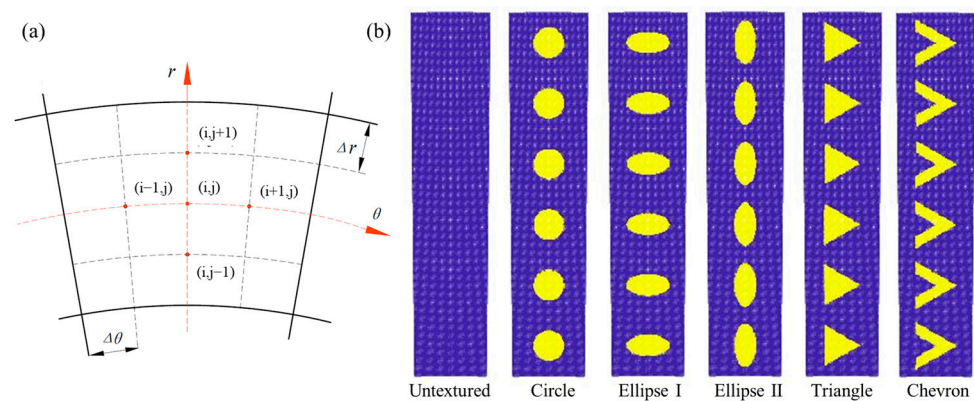 (a)
r
(i,j+1)
Δr
(i−1,j)
(i,j)
(i+1,j)
θ
(i,j−1)
Δθ
(b)
Untextured
Circle
Ellipse I
Ellipse II
Triangle
Chevron